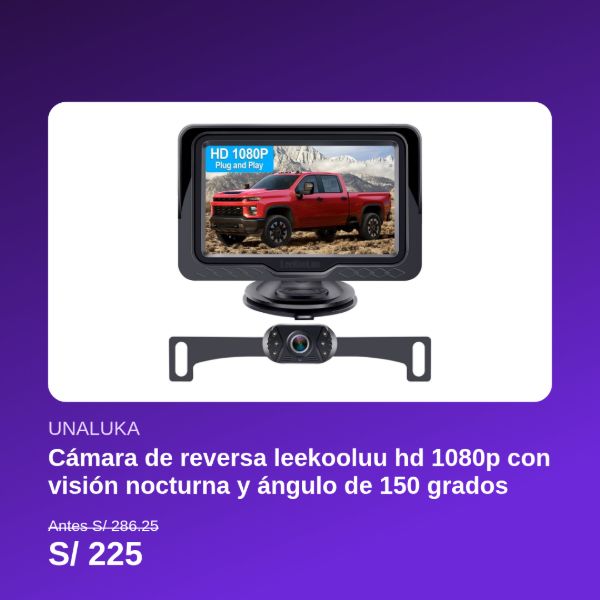 HD 1080P
Plug and Play
UNALUKA
Cámara de reversa leekooluu hd 1080p con
visión nocturna y ángulo de 150 grados
Antes S/ 286.25
S/ 225